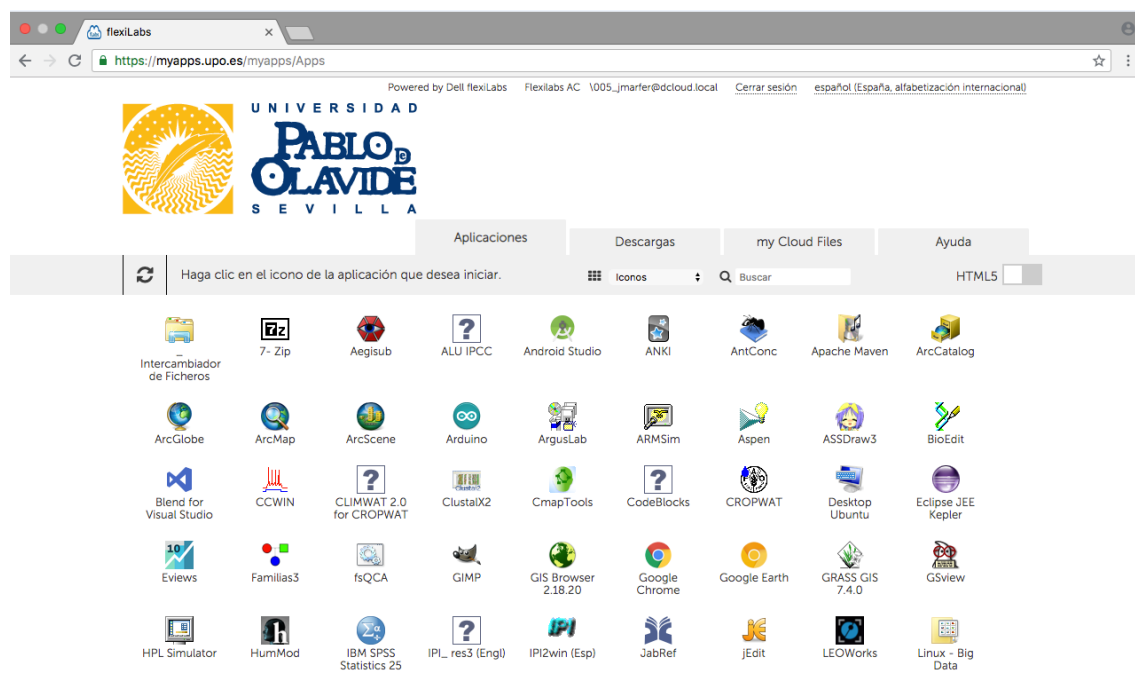 flexiLabs
https://myapps.upo.es/myapps/Apps
Powered by Dell flexiLabs Flexilabs AC \005_jmarfer@dcloud.local Cerrar sesión español (España, alfabetización internacional)
UNIVERSIDAD
PABLO DE
OLAVIDE
SEVILLA
Aplicaciones Descargas my Cloud Files Ayuda
Haga clic en el icono de la aplicación que desea iniciar. Iconos Buscar HTML5
_
Intercambiador
de Ficheros
7- Zip
Aegisub
ALU IPCC
Android Studio
ANKI
AntConc
Apache Maven
ArcCatalog
ArcGlobe
ArcMap
ArcScene
Arduino
ArgusLab
ARMSim
Aspen
ASSDraw3
BioEdit
Blend for
Visual Studio
CCWIN
CLIMWAT 2.0
for CROPWAT
ClustalX2
CmapTools
CodeBlocks
CROPWAT
Desktop
Ubuntu
Eclipse JEE
Kepler
10
Eviews
Familias3
fsQCA
GIMP
GIS Browser
2.18.20
Google
Chrome
Google Earth
GRASS GIS
7.4.0
GSview
HPL Simulator
HumMod
IBM SPSS
Statistics 25
IPI_ res3 (Engl)
IPI
IPI2win (Esp)
JabRef
jEdit
LEOWorks
Linux - Big
Data